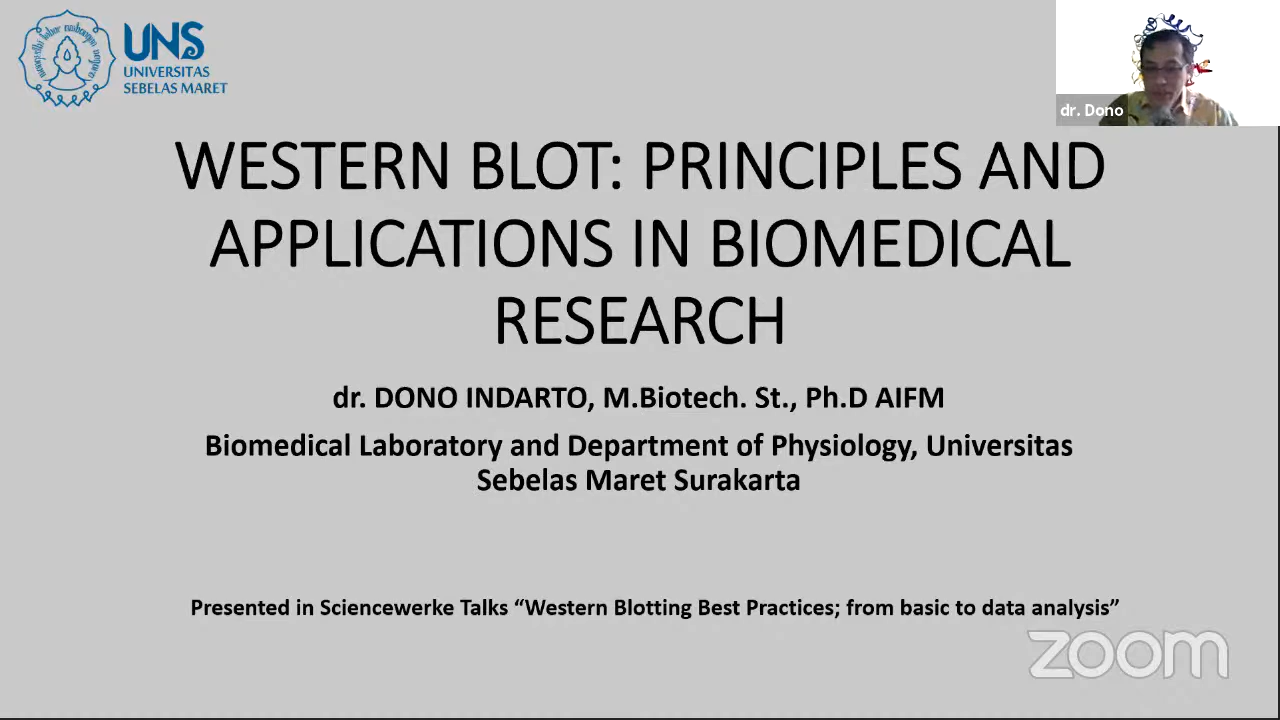 UNS
UNIVERSITAS
SEBELAS MARET
dr. Dono
WESTERN BLOT: PRINCIPLES AND
APPLICATIONS IN BIOMEDICAL
RESEARCH
dr. DONO INDARTO, M.Biotech. St., Ph.D AIFM
Biomedical Laboratory and Department of Physiology, Universitas
Sebelas Maret Surakarta
Presented in Sciencewerke Talks “Western Blotting Best Practices; from basic to data analysis”
zoom